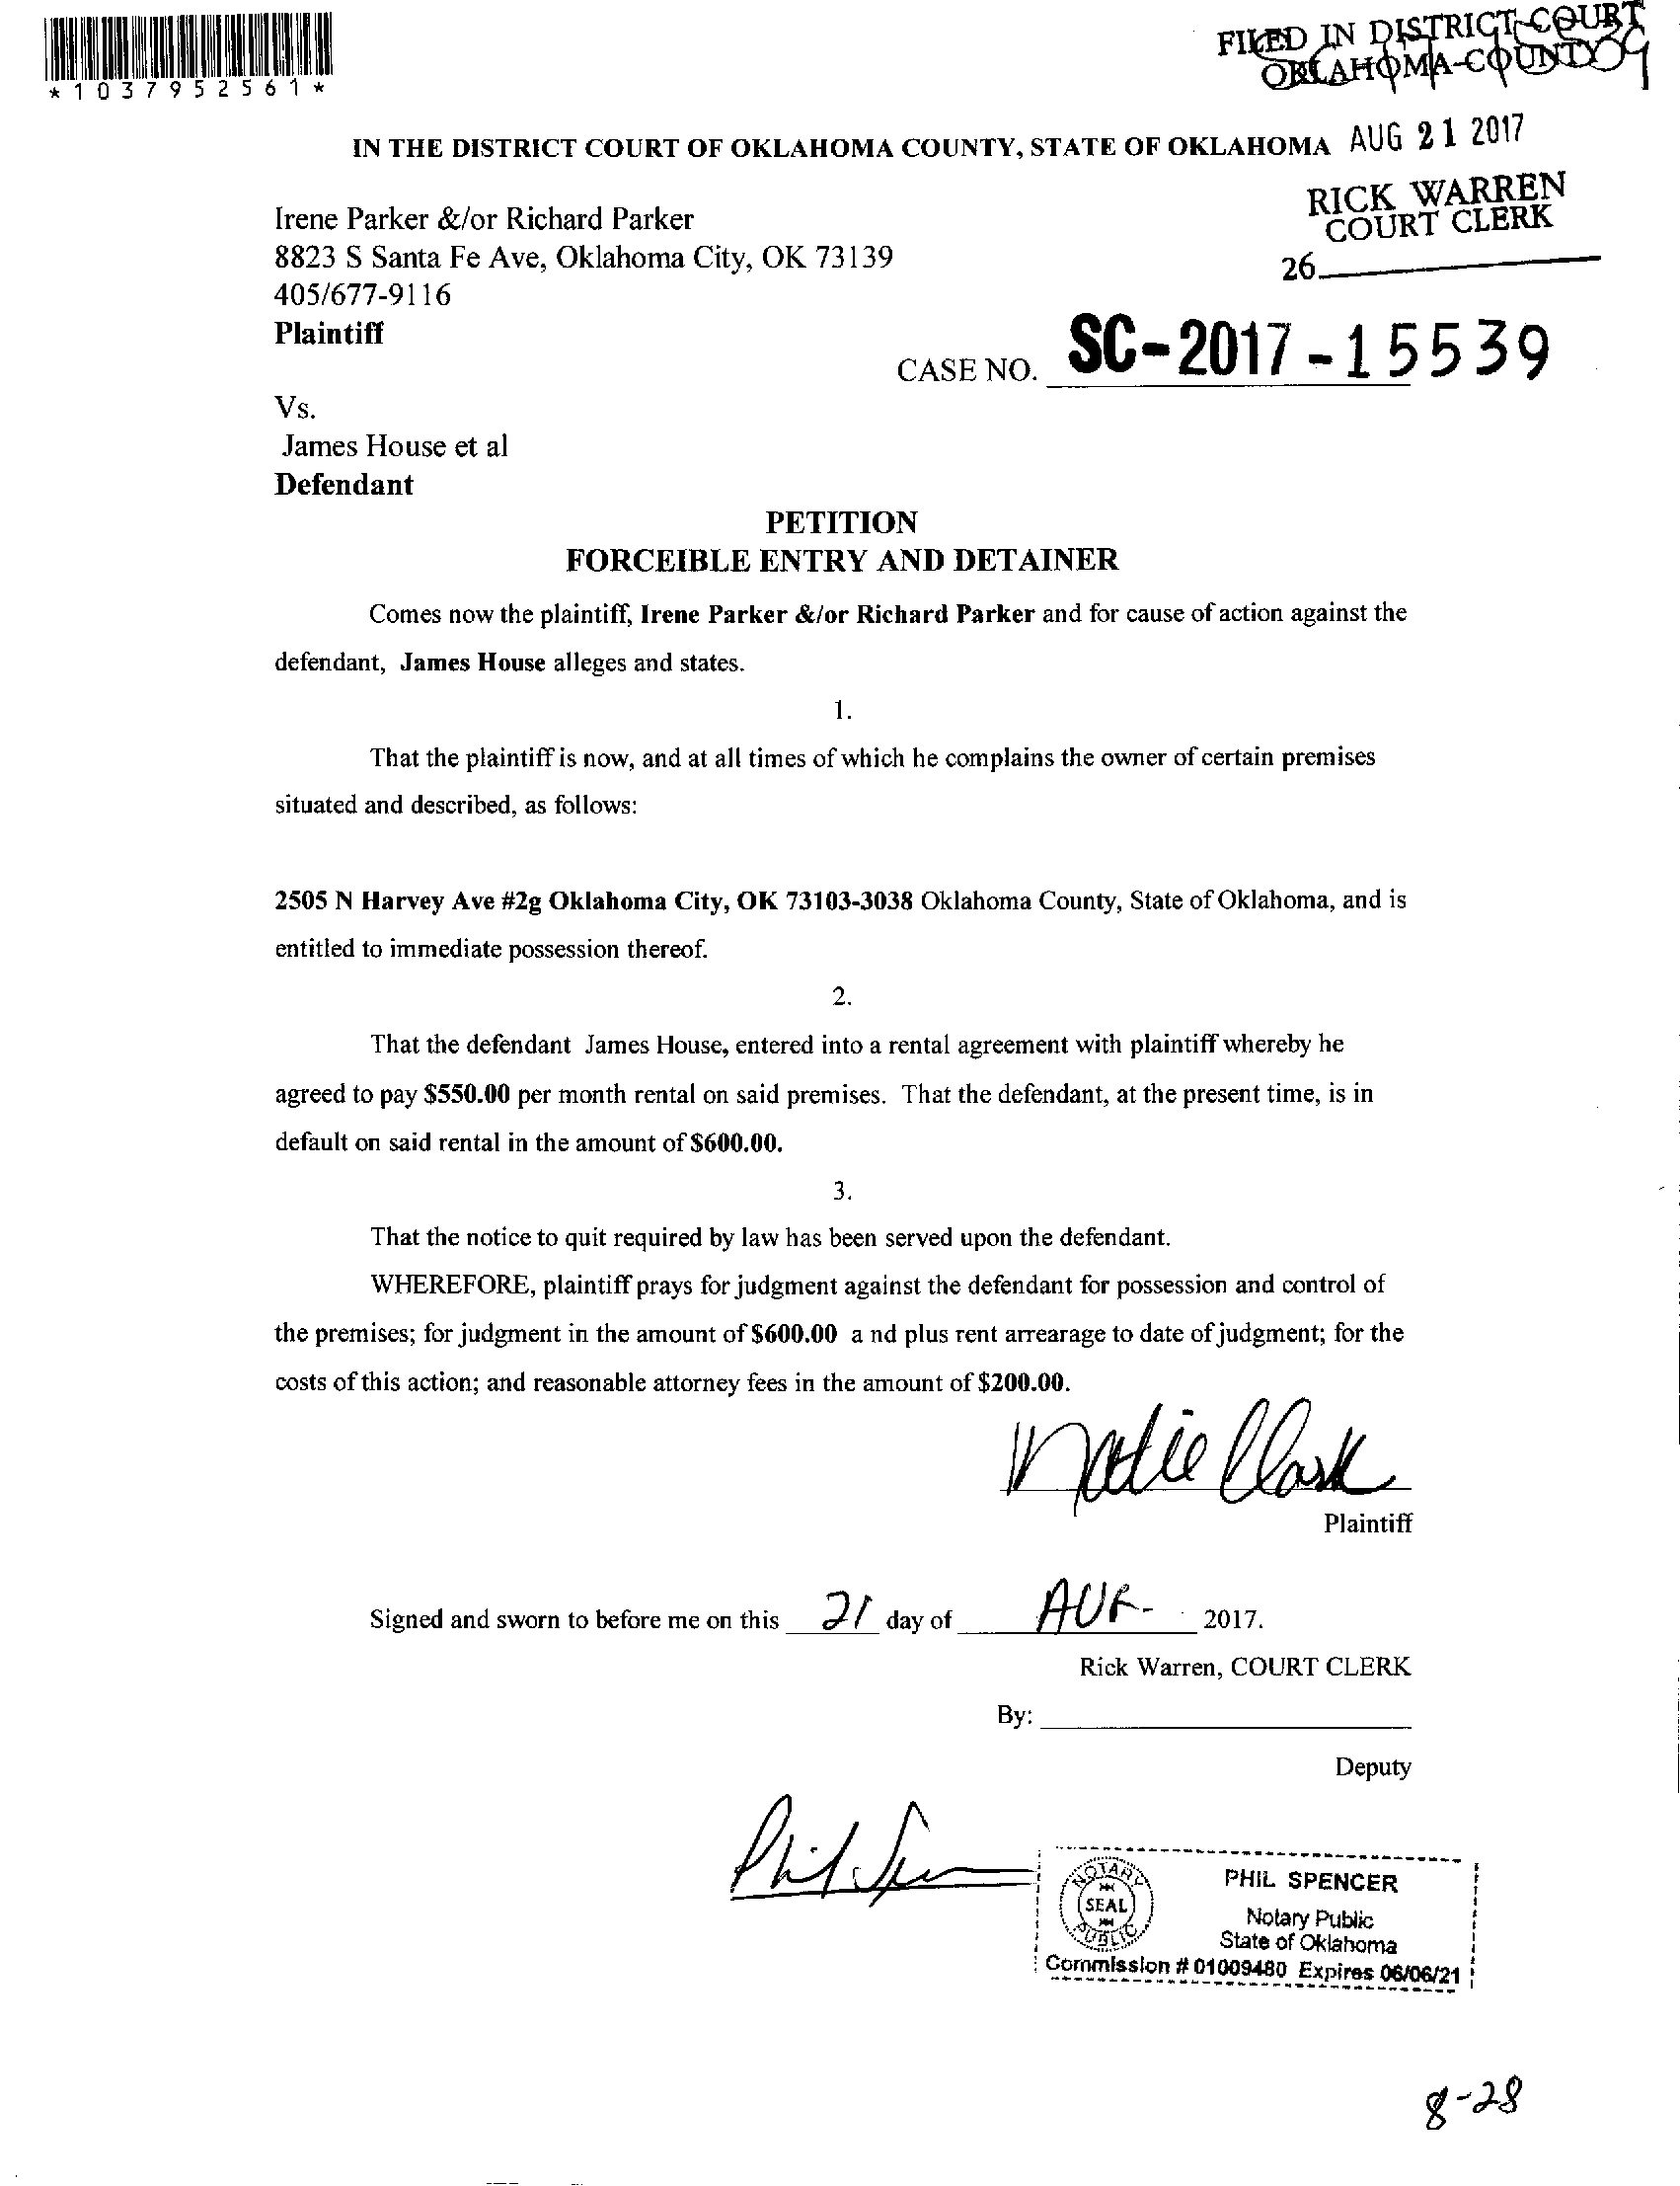 *1037952561*
FILED IN DISTRICT COURT
OKLAHOMA COUNTY
IN THE DISTRICT COURT OF OKLAHOMA COUNTY, STATE OF OKLAHOMA AUG 21 2017
RICK WARREN
COURT CLERK
26
Irene Parker &/or Richard Parker
8823 S Santa Fe Ave, Oklahoma City, OK 73139
405/677-9116
Plaintiff
CASE NO. SC-2017-15539
Vs.
James House et al
Defendant
PETITION
FORCEIBLE ENTRY AND DETAINER
Comes now the plaintiff, Irene Parker &/or Richard Parker and for cause of action against the
defendant, James House alleges and states.
1.
That the plaintiff is now, and at all times of which he complains the owner of certain premises
situated and described, as follows:
2505 N Harvey Ave #2g Oklahoma City, OK 73103-3038 Oklahoma County, State of Oklahoma, and is
entitled to immediate possession thereof.
2.
That the defendant James House, entered into a rental agreement with plaintiff whereby he
agreed to pay $550.00 per month rental on said premises. That the defendant, at the present time, is in
default on said rental in the amount of $600.00.
3.
That the notice to quit required by law has been served upon the defendant.
WHEREFORE, plaintiff prays for judgment against the defendant for possession and control of
the premises; for judgment in the amount of $600.00 a nd plus rent arrearage to date of judgment; for the
costs of this action; and reasonable attorney fees in the amount of $200.00.
Clark
Plaintiff
Signed and sworn to before me on this 21 day of AUG- 2017.
Rick Warren, COURT CLERK
By:
Deputy
NOTARY
SEAL
PUBLIC
PHIL SPENCER
Notary Public
State of Oklahoma
Commission # 01009480 Expires 06/06/21
8-28